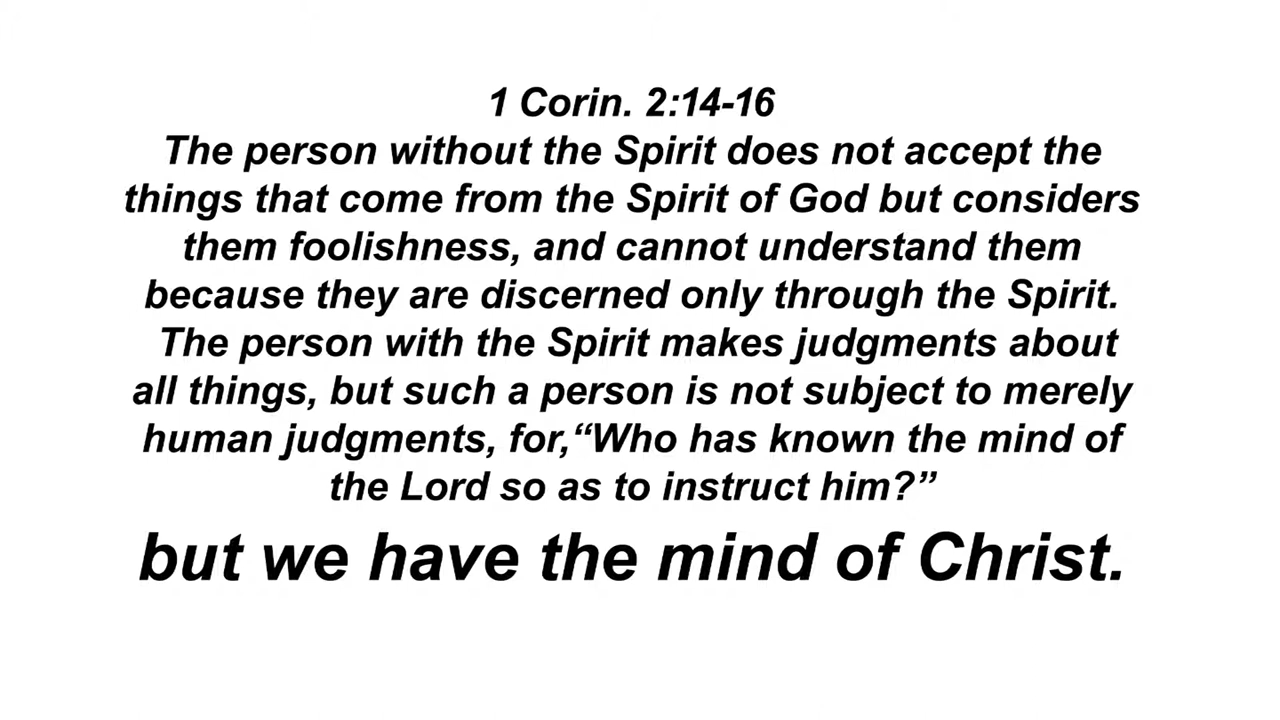 1 Corin. 2:14-16
The person without the Spirit does not accept the
things that come from the Spirit of God but considers
them foolishness, and cannot understand them
because they are discerned only through the Spirit.
The person with the Spirit makes judgments about
all things, but such a person is not subject to merely
human judgments, for,“Who has known the mind of
the Lord so as to instruct him?”
but we have the mind of Christ.